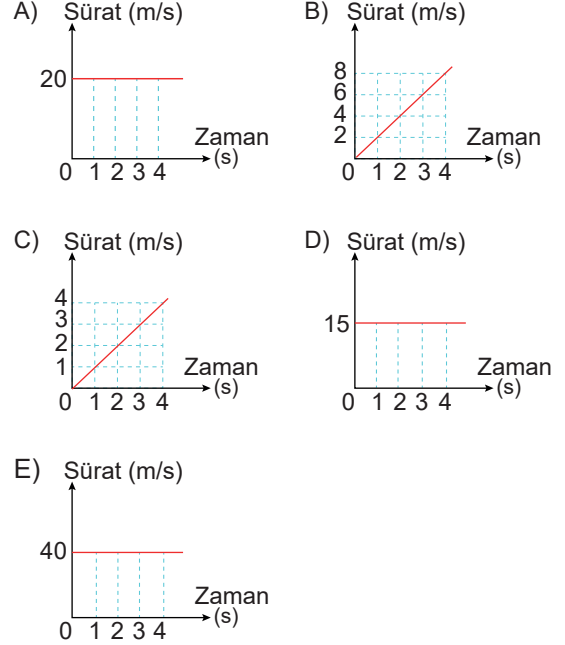 A) Sürat (m/s)
20
Zaman
(s)
0 1 2 3 4
B) Sürat (m/s)
8
6
4
2
Zaman
(s)
0 1 2 3 4
C) Sürat (m/s)
4
3
2
1
Zaman
(s)
0 1 2 3 4
D) Sürat (m/s)
15
Zaman
(s)
0 1 2 3 4
E) Sürat (m/s)
40
Zaman
(s)
0 1 2 3 4